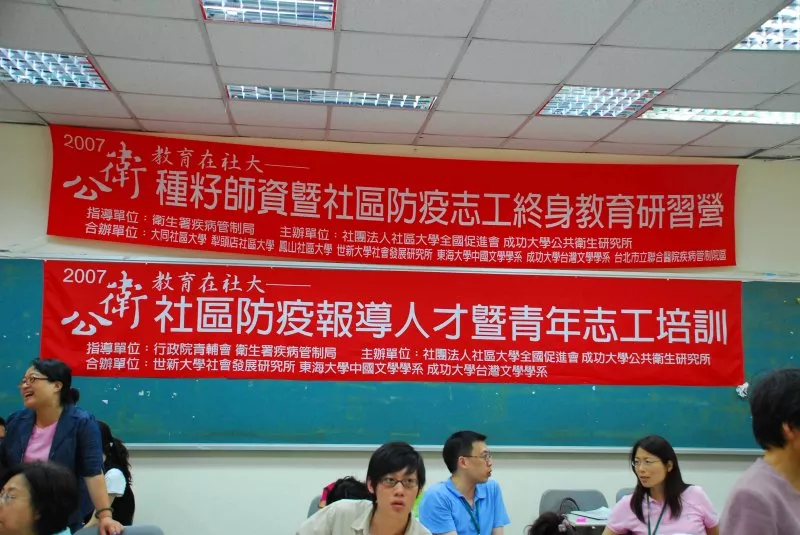 2007
公衛 教育在社大——
種籽師資暨社區防疫志工終身教育研習營
指導單位：衛生署疾病管制局 主辦單位：社團法人社區大學全國促進會 成功大學公共衛生研究所
合辦單位：大同社區大學 犁頭店社區大學 鳳山社區大學 世新大學社會發展研究所 東海大學中國文學學系 成功大學台灣文學學系 台北市立聯合醫院疾病管制院區
2007
公衛 教育在社大——
社區防疫報導人才暨青年志工培訓
指導單位：行政院青輔會 衛生署疾病管制局 主辦單位：社團法人社區大學全國促進會 成功大學公共衛生研究所
合辦單位：世新大學社會發展研究所 東海大學中國文學學系 成功大學台灣文學學系